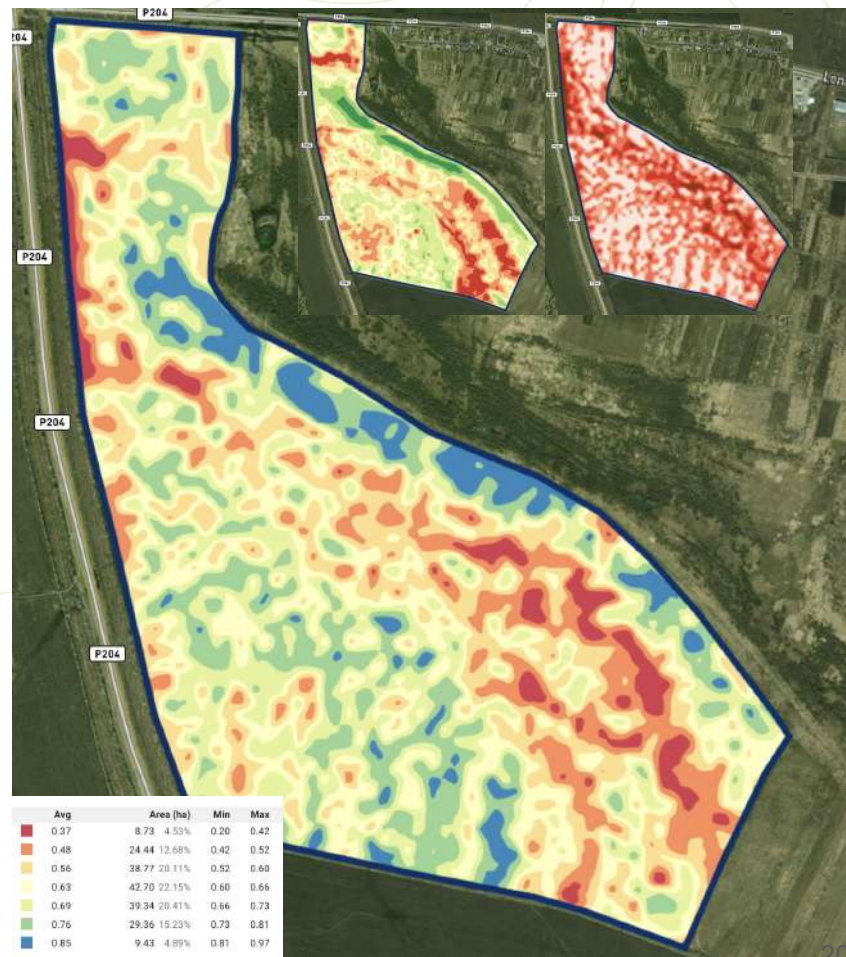 P204
204
P204
P204
P204
Avg Area (ha) Min Max
0.37 8.73 4.53% 0.20 0.42
0.48 24.44 12.68% 0.42 0.52
0.56 38.77 20.11% 0.52 0.60
0.63 42.70 22.15% 0.60 0.66
0.69 39.34 20.41% 0.66 0.73
0.76 29.36 15.23% 0.73 0.81
0.85 9.43 4.89% 0.81 0.97
20